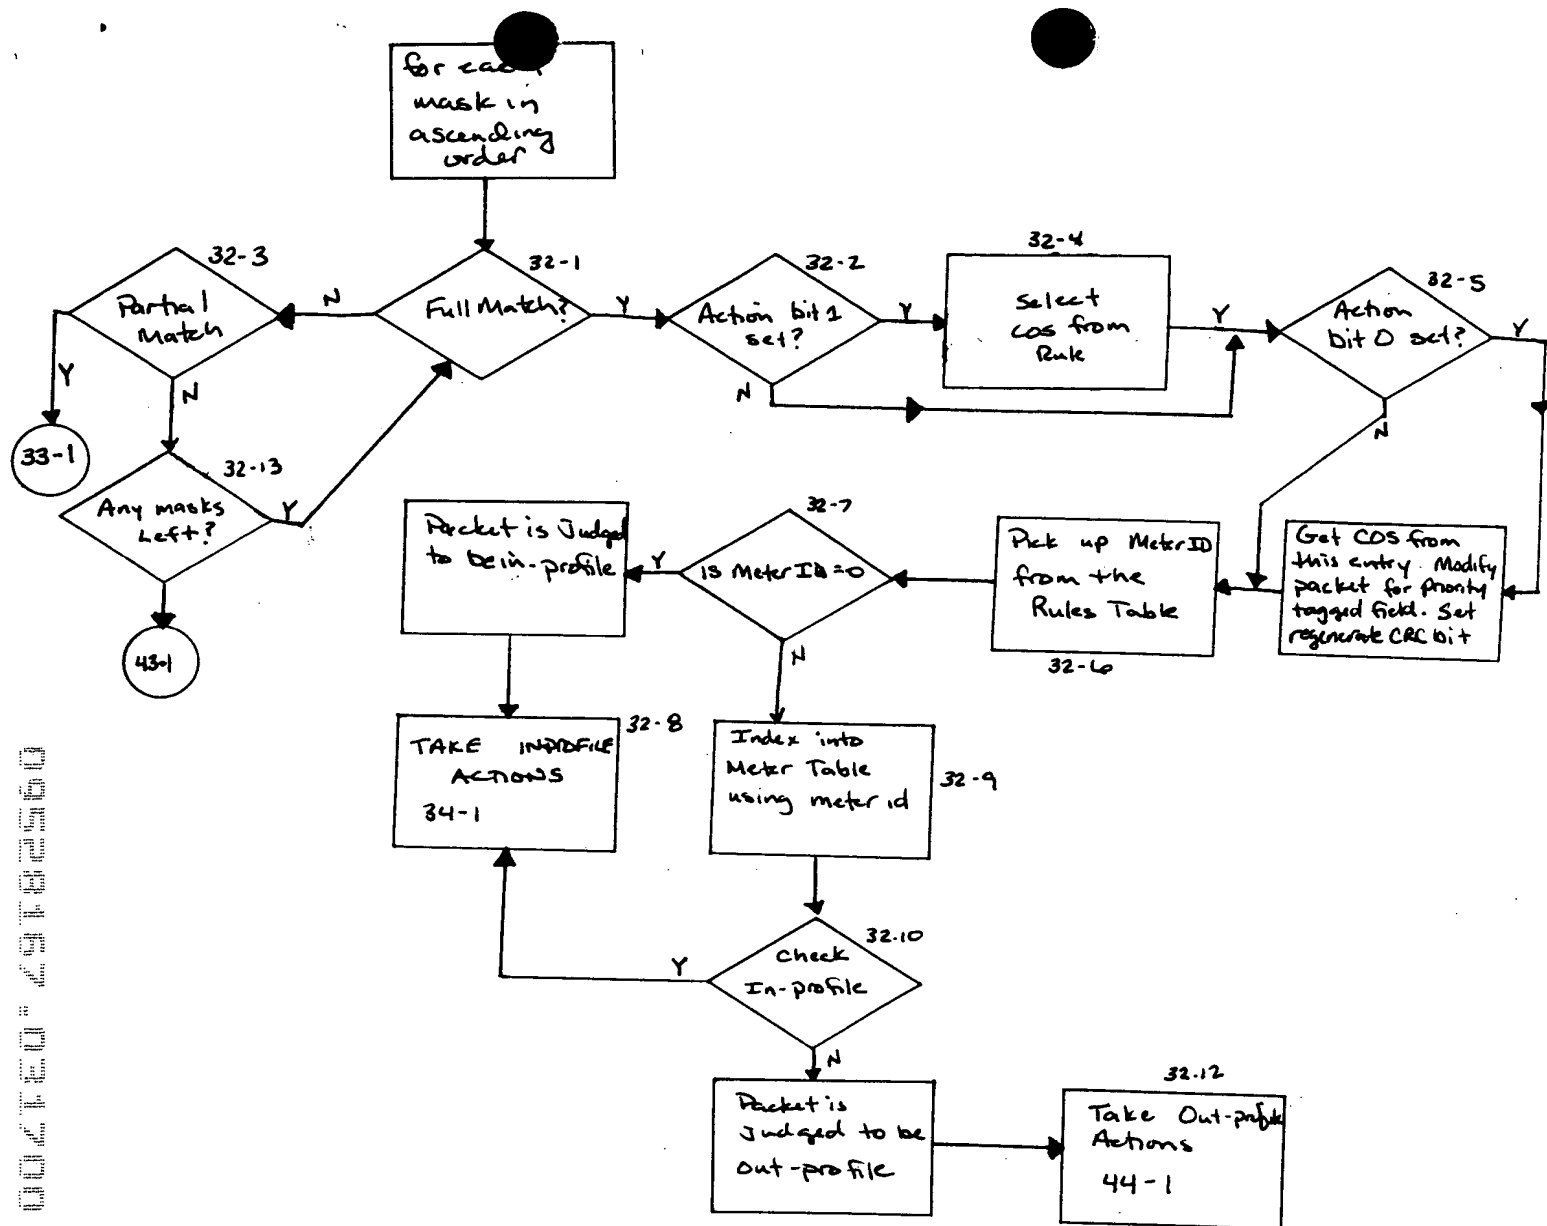 for each
mask in
ascending
order
32-3
32-1
32-2
32-4
32-5
Partial
Match
N
Full Match?
Y
Action bit 1
set?
Y
Select
COS from
Rule
Y
Action
bit 0 set?
Y
Y
N
N
N
33-1
32-13
Any masks
Left?
Y
43-1
Packet is Judged
to be in-profile
Y
32-7
is Meter ID=0
N
Pick up MeterID
from the
Rules Table
32-6
Get COS from
this entry. Modify
packet for priority
tagged field. Set
regenerate CRC bit
TAKE INPROFILE
ACTIONS
34-1
32-8
Index into
Meter Table
using meter id
32-9
32.10
Check
In-profile
Y
N
Packet is
Judged to be
out-profile
32.12
Take Out-profile
Actions
44-1
09528167.031700